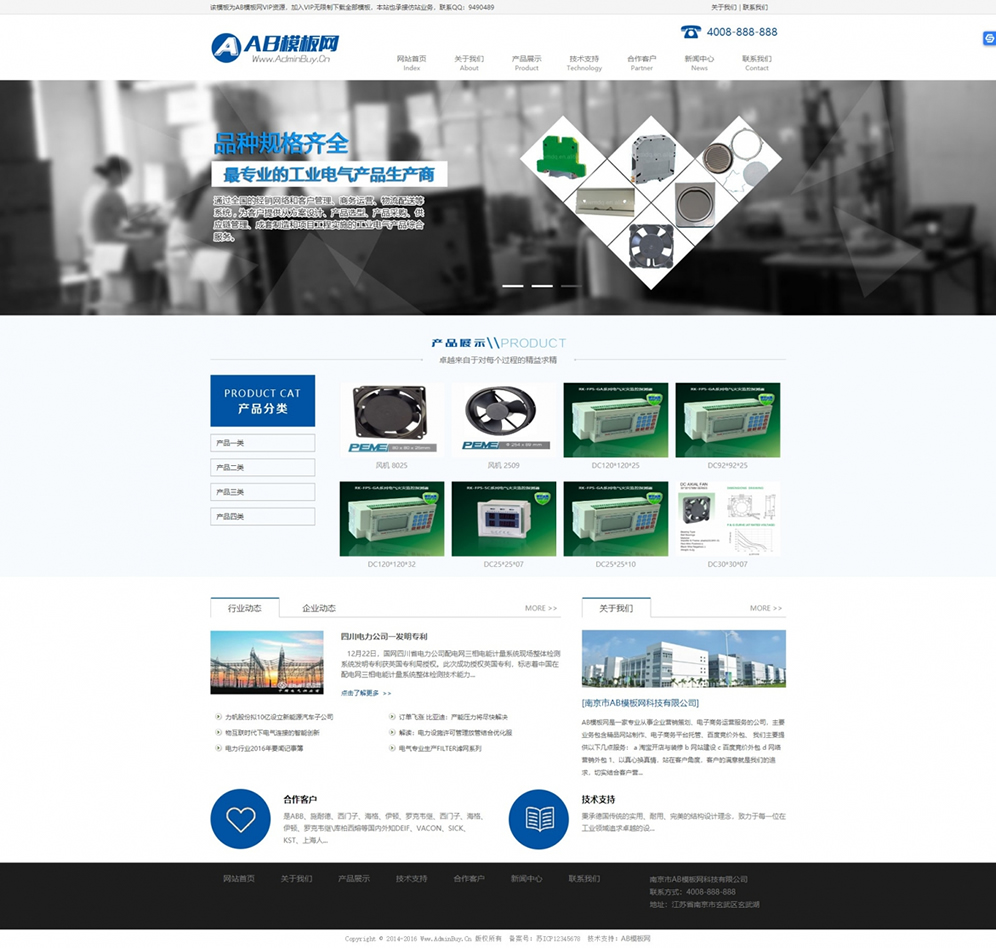 该模板为AB模板网VIP资源，加入VIP无限制下载全部模板，本站也承接仿站业务，联系QQ：9490489
关于我们 | 联系我们
AB模板网
Www.AdminBuy.Cn
4008-888-888
网站首页 关于我们 产品展示 技术支持 合作客户 新闻中心 联系我们
Index About Product Technology Partner News Contact
品种规格齐全
最专业的工业电气产品生产商
通过全国的经销网络和客户管理、商务运营、物流配送等
系统，为客户提供从方案设计、产品选型、产品采购、供
应链管理、成套制造和项目工程实施的工业电气产品综合
服务。
产品展示\\PRODUCT
卓越来自于对每个过程的精益求精
PRODUCT CAT
产品分类
产品一类
产品二类
产品三类
产品四类
PEME 80 x 80 x 25mm
PEME
风机 8025
风机 2509
DC120*120*25
DC92*92*25
DC AXIAL FAN
DC120*120*32
DC25*25*07
DC25*25*10
DC30*30*07
行业动态 企业动态 MORE >>
四川电力公司一发明专利
12月22日，国网四川省电力公司配电网三相电能计量系统现场整体检测
系统发明专利获英国专利局授权。此次成功授权英国专利，标志着中国在
配电网三相电能计量系统整体检测技术能力...
点击了解更多 >>
力帆股份拟10亿设立新能源汽车子公司
物互联时代下电气连接的智能创新
电力行业2016年要闻记事簿
订单飞涨 比亚迪：产能压力将尽快解决
解读：电力设施许可管理放管结合优化服
电气专业生产FILTER滤网系列
关于我们 MORE >>
[南京市AB模板网科技有限公司]
AB模板网是一家专业从事企业营销策划、电子商务运营服务的公司，主要
业务包含精品网站制作、电子商务平台托管、百度竞价外包。 我们主要提
供以下几点服务： a 淘宝开店与装修 b 网站建设 c 百度竞价外包 d 网络
营销外包 1、以真心换真情，站在客户角度，客户的满意就是我们的追
求，切实结合客户营...
合作客户
是ABB、施耐德、西门子、海格、伊顿、罗克韦尔、西门子、海格、
伊顿、罗克韦尔\库柏西熔等国内外如DEIF、VACON、SICK、
KST、上海人...
技术支持
秉承德国传统的实用、耐用、完美的结构设计理念，致力于每一位在
工业领域追求卓越的设...
网站首页 关于我们 产品展示 技术支持 合作客户 新闻中心 联系我们
南京市AB模板网科技有限公司
联系方式：4008-888-888
地址：江苏省南京市玄武区玄武湖
Copyright © 2014-2016 Www.AdminBuy.Cn 版权所有 备案号：苏ICP12345678 技术支持：AB模板网